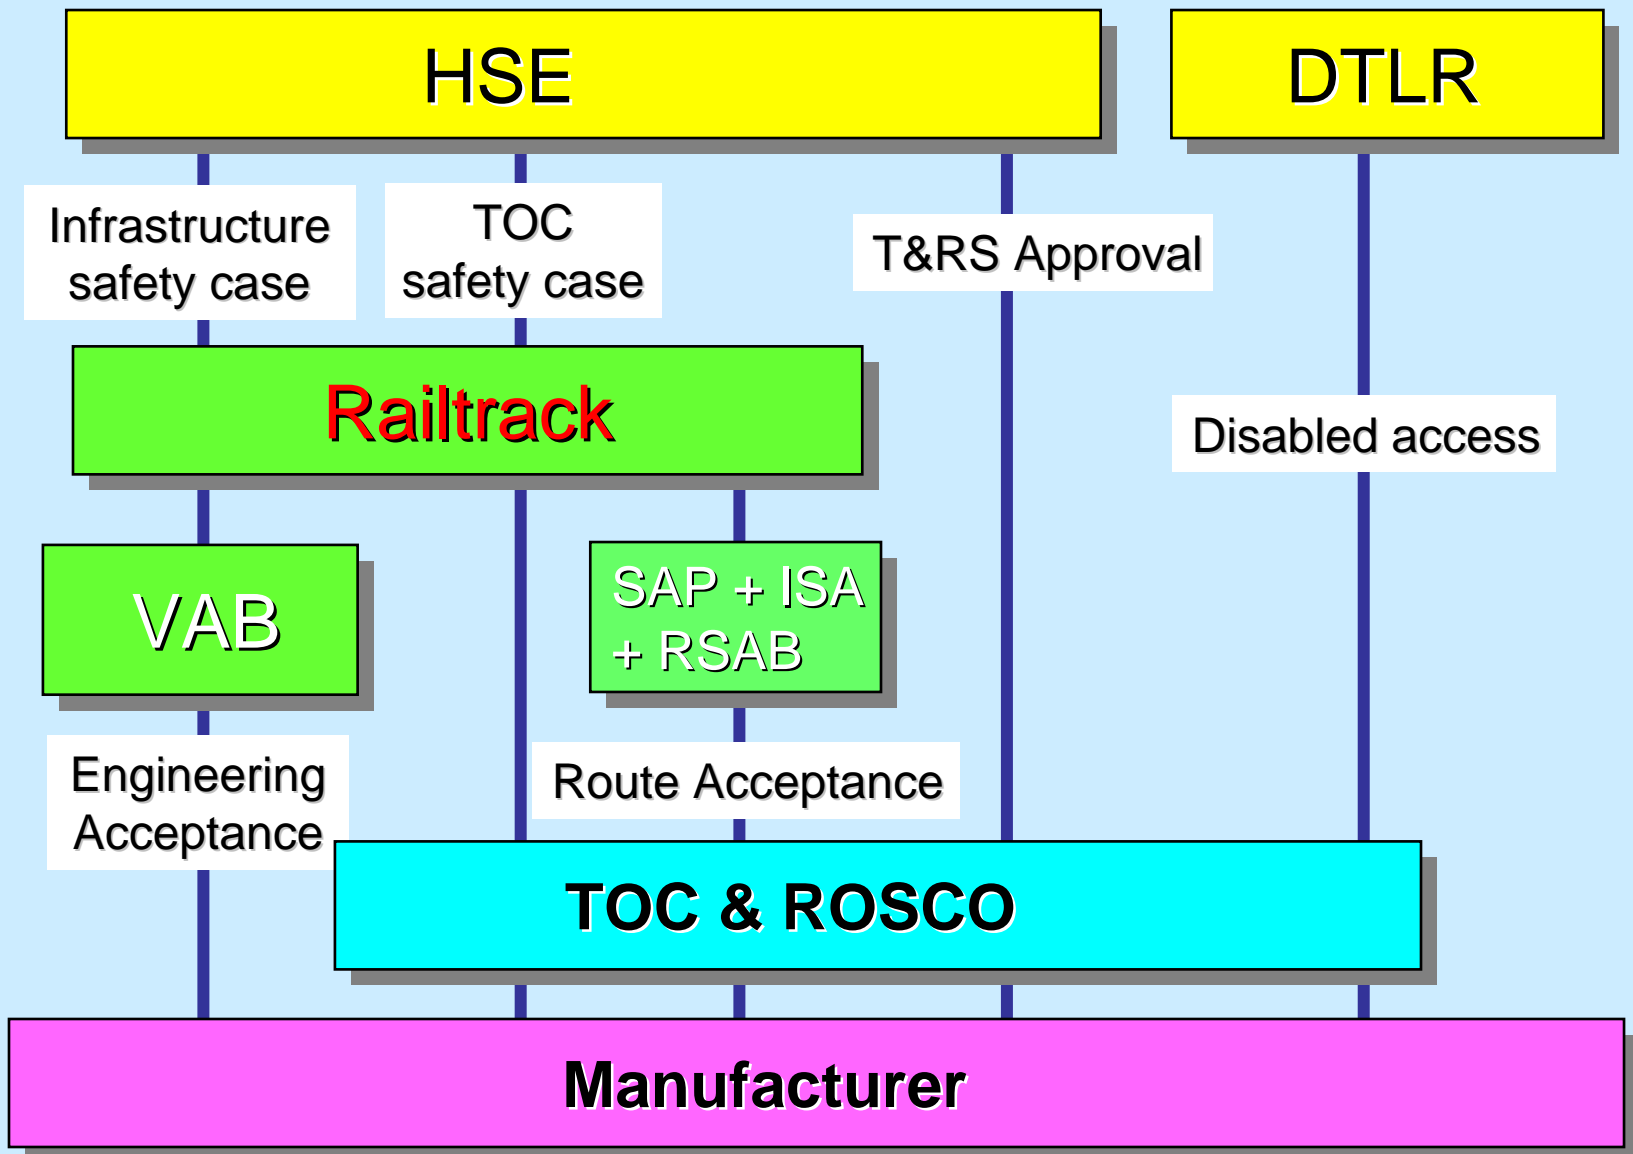 HSE
DTLR
Infrastructure
safety case
TOC
safety case
T&RS Approval
Railtrack
Disabled access
VAB
SAP + ISA
+ RSAB
Engineering
Acceptance
Route Acceptance
TOC & ROSCO
Manufacturer